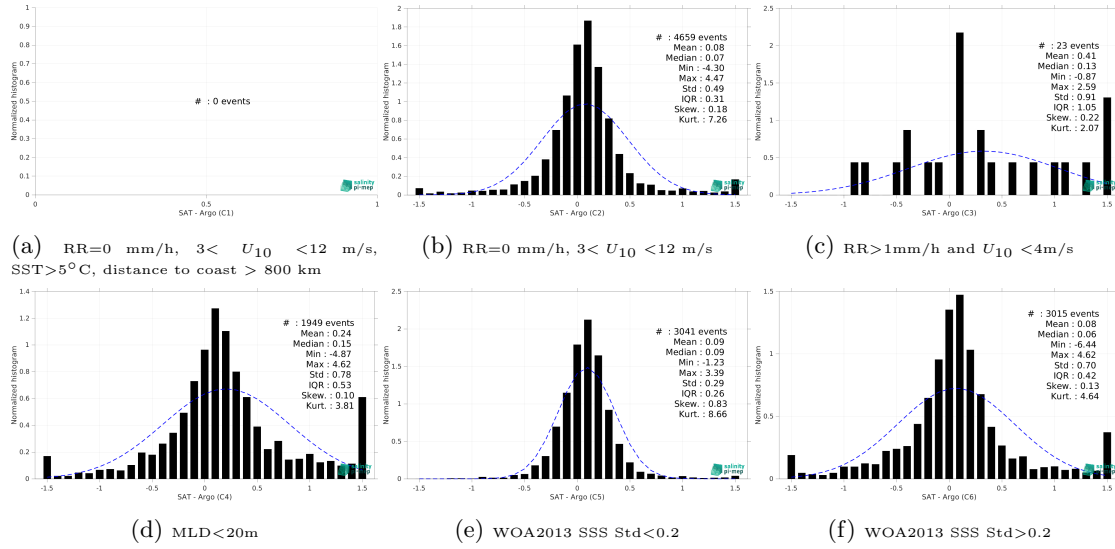 1
0.9
0.8
0.7
0.6
0.5
0.4
0.3
0.2
0.1
0
Normalized histogram
# : 0 events
0 0.5 1
SAT - Argo (C1)
salinity
pi-mep
(a) RR=0 mm/h, 3< U10 <12 m/s,
SST>5°C, distance to coast > 800 km
2
1.8
1.6
1.4
1.2
1
0.8
0.6
0.4
0.2
0
Normalized histogram
# : 4659 events
Mean : 0.08
Median : 0.07
Min : -4.30
Max : 4.47
Std : 0.49
IQR : 0.31
Skew. : 0.18
Kurt. : 7.26
-1.5 -1 -0.5 0 0.5 1 1.5
SAT - Argo (C2)
salinity
pi-mep
(b) RR=0 mm/h, 3< U10 <12 m/s
2.5
2
1.5
1
0.5
0
Normalized histogram
# : 23 events
Mean : 0.41
Median : 0.13
Min : -0.87
Max : 2.59
Std : 0.91
IQR : 1.05
Skew. : 0.22
Kurt. : 2.07
-1.5 -1 -0.5 0 0.5 1 1.5
SAT - Argo (C3)
salinity
pi-mep
(c) RR>1mm/h and U10 <4m/s
1.4
1.2
1
0.8
0.6
0.4
0.2
0
Normalized histogram
# : 1949 events
Mean : 0.24
Median : 0.15
Min : -4.87
Max : 4.62
Std : 0.78
IQR : 0.53
Skew. : 0.10
Kurt. : 3.81
-1.5 -1 -0.5 0 0.5 1 1.5
SAT - Argo (C4)
salinity
pi-mep
(d) MLD<20m
2.5
2
1.5
1
0.5
0
Normalized histogram
# : 3041 events
Mean : 0.09
Median : 0.09
Min : -1.23
Max : 3.39
Std : 0.29
IQR : 0.26
Skew. : 0.83
Kurt. : 8.66
-1.5 -1 -0.5 0 0.5 1 1.5
SAT - Argo (C5)
salinity
pi-mep
(e) WOA2013 SSS Std<0.2
1.5
1
0.5
0
Normalized histogram
# : 3015 events
Mean : 0.08
Median : 0.06
Min : -6.44
Max : 4.62
Std : 0.70
IQR : 0.42
Skew. : 0.13
Kurt. : 4.64
-1.5 -1 -0.5 0 0.5 1 1.5
SAT - Argo (C6)
salinity
pi-mep
(f) WOA2013 SSS Std>0.2